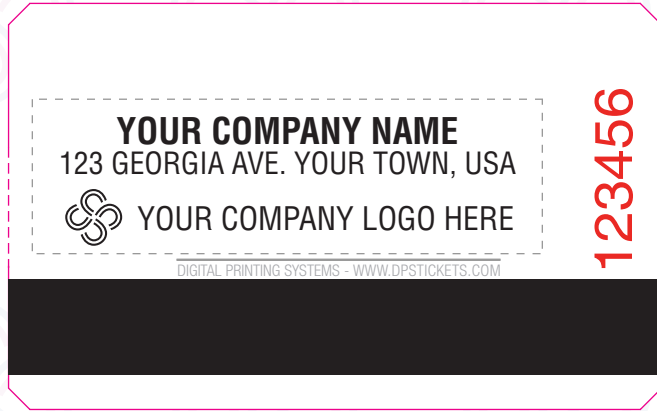 YOUR COMPANY NAME
123 GEORGIA AVE. YOUR TOWN, USA
YOUR COMPANY LOGO HERE
DIGITAL PRINTING SYSTEMS - WWW.DPSTICKETS.COM
123456